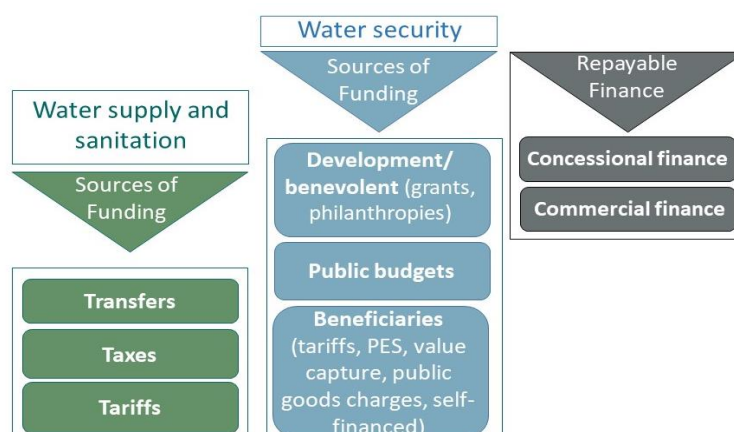 Water supply and
sanitation
Sources of
Funding
Transfers
Taxes
Tariffs
Water security
Sources of
Funding
Development/
benevolent (grants,
philanthropies)
Public budgets
Beneficiaries
(tariffs, PES, value
capture, public
goods charges, self-
financed)
Repayable
Finance
Concessional finance
Commercial finance